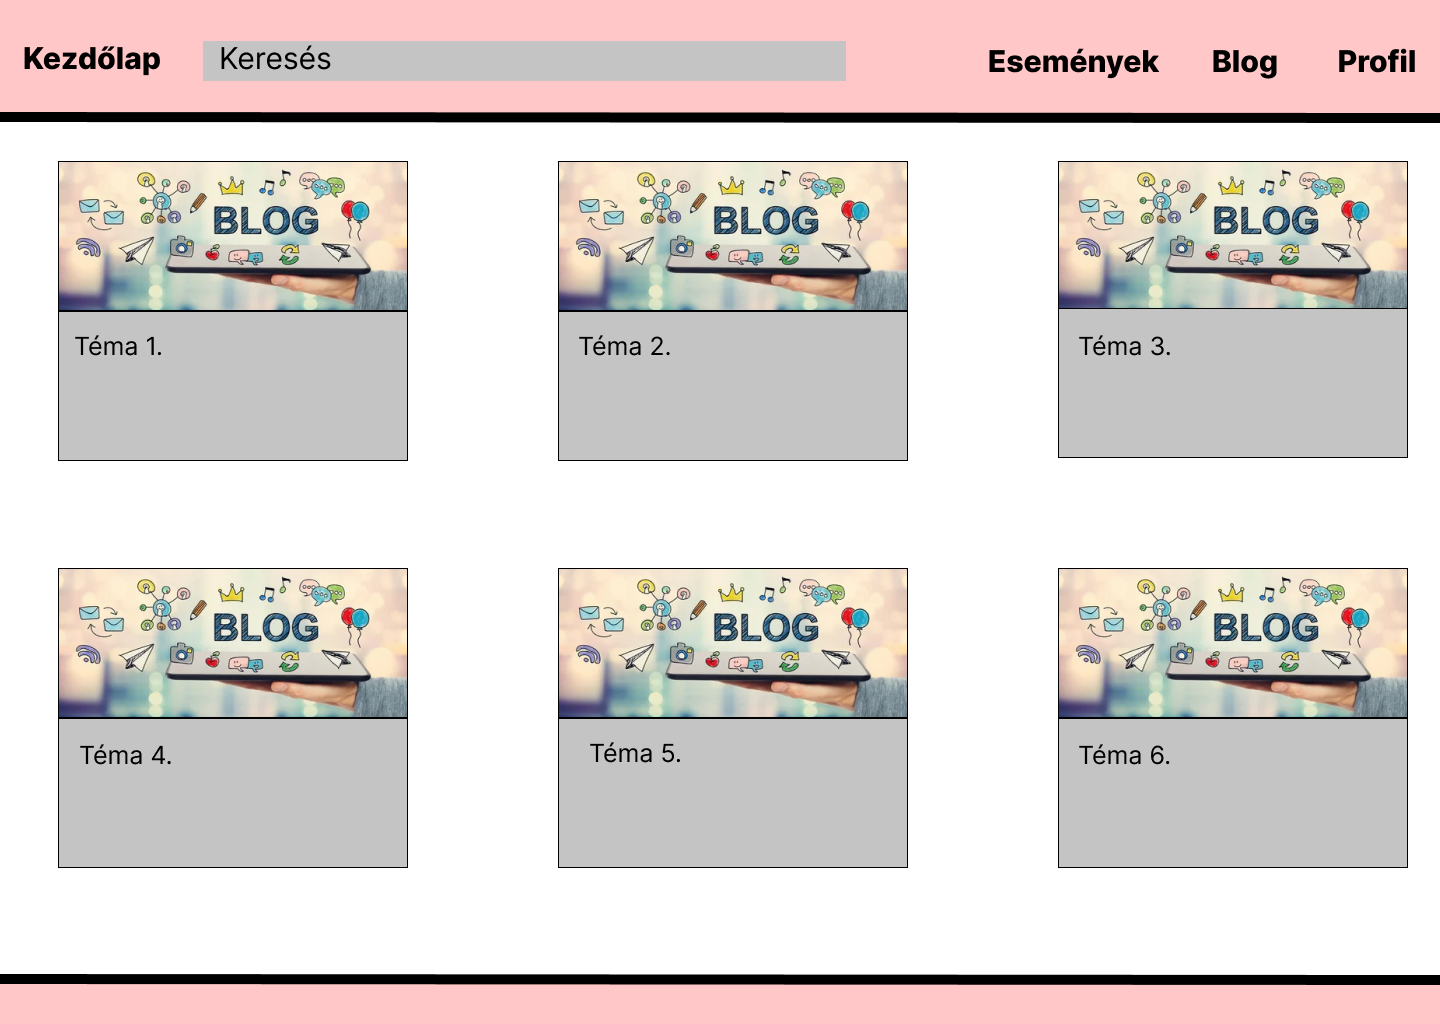 Kezdőlap
Keresés
Események
Blog
Profil
BLOG
BLOG
BLOG
Téma 1.
Téma 2.
Téma 3.
BLOG
BLOG
BLOG
Téma 4.
Téma 5.
Téma 6.